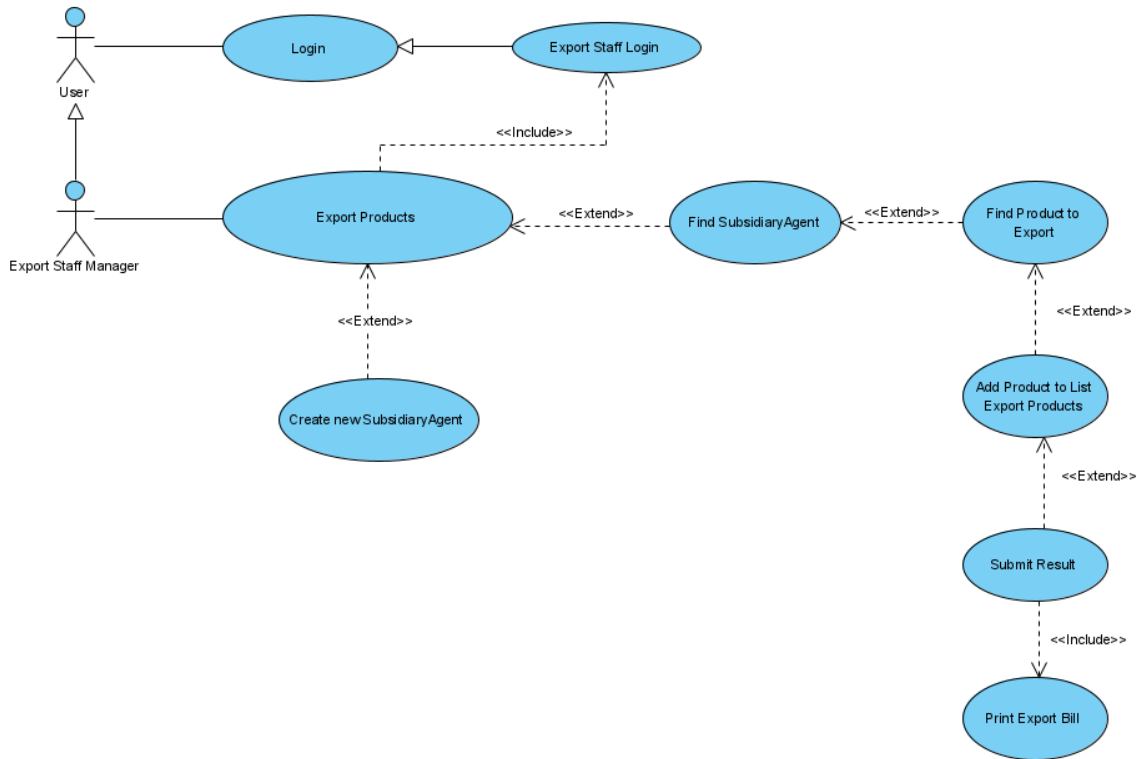 Login
Export Staff Login
User
<<Include>>
Export Products
<<Extend>>
Find SubsidiaryAgent
<<Extend>>
Find Product to
Export
Export Staff Manager
<<Extend>>
<<Extend>>
Create new SubsidiaryAgent
Add Product to List
Export Products
<<Extend>>
Submit Result
<<Include>>
Print Export Bill